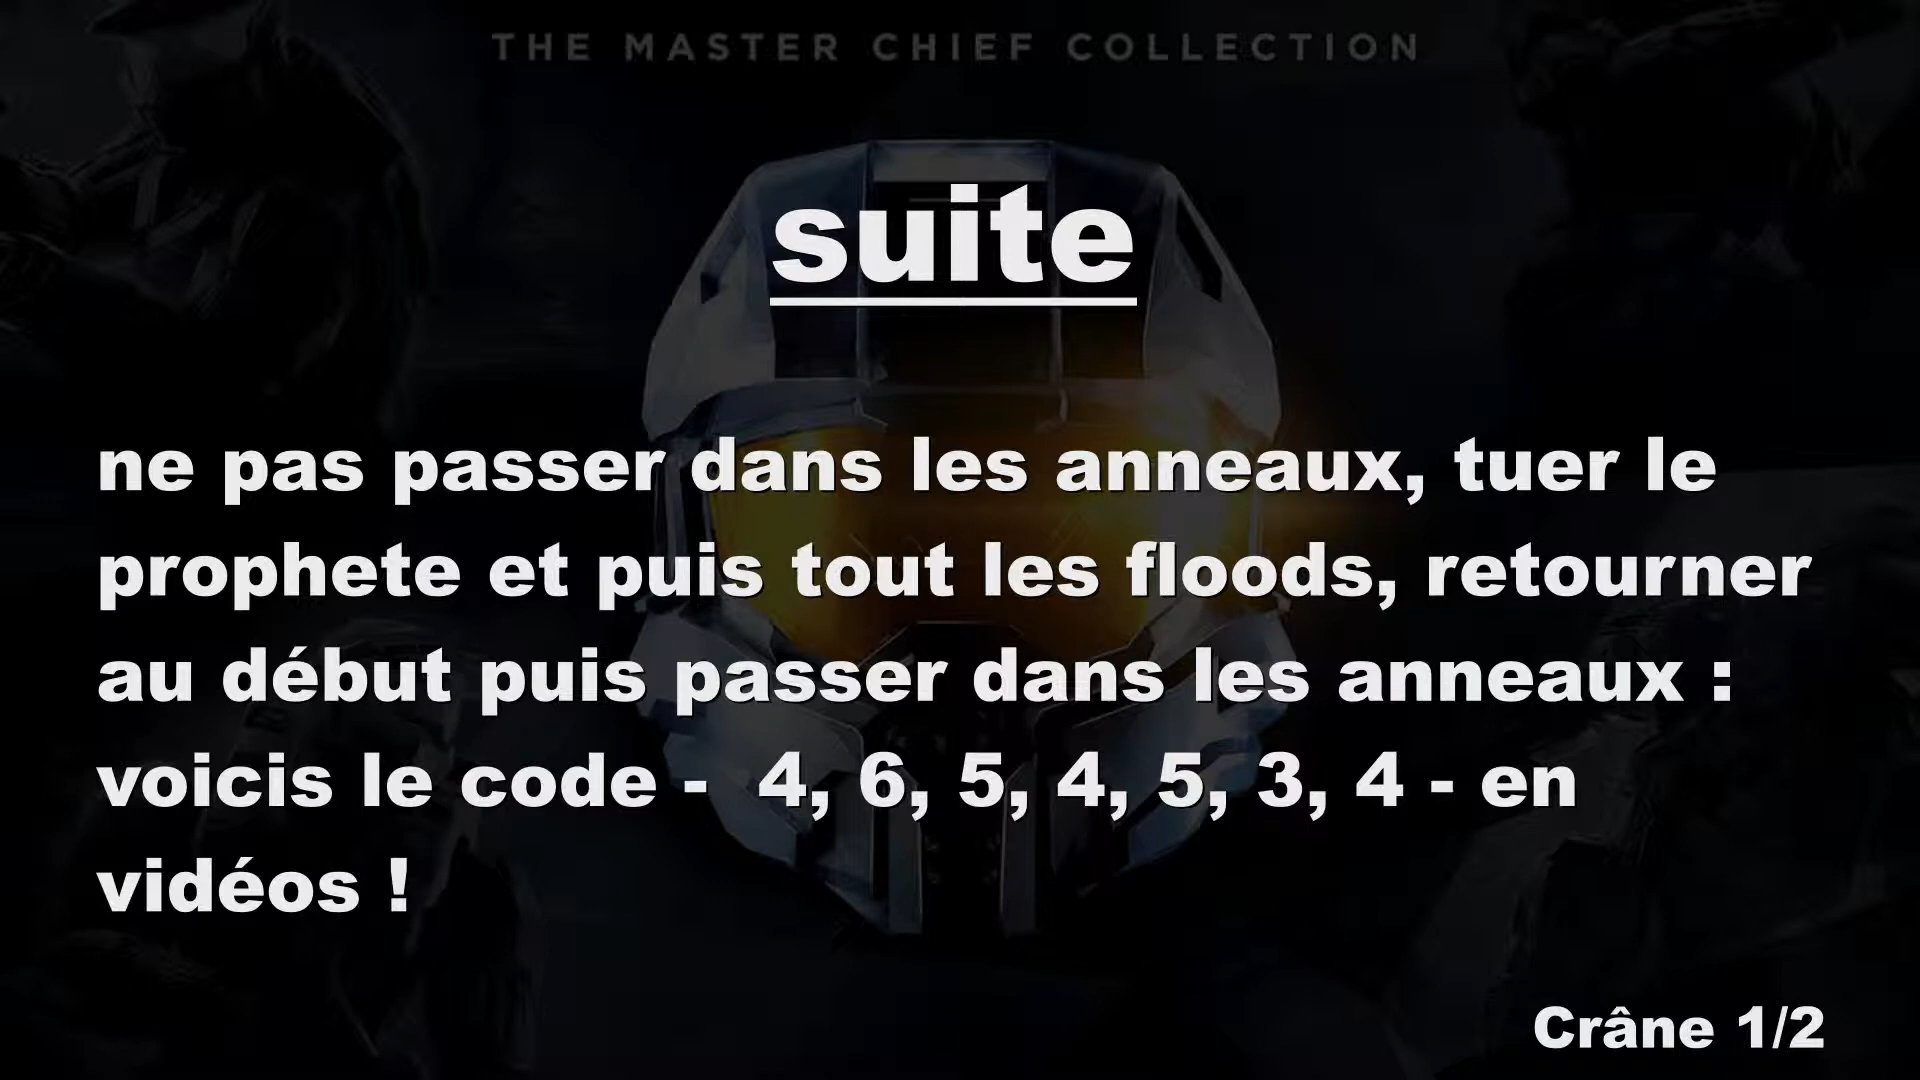 THE MASTER CHIEF COLLECTION
suite
ne pas passer dans les anneaux, tuer le
prophete et puis tout les floods, retourner
au début puis passer dans les anneaux :
voicis le code -  4, 6, 5, 4, 5, 3, 4 - en
vidéos !
Crâne 1/2